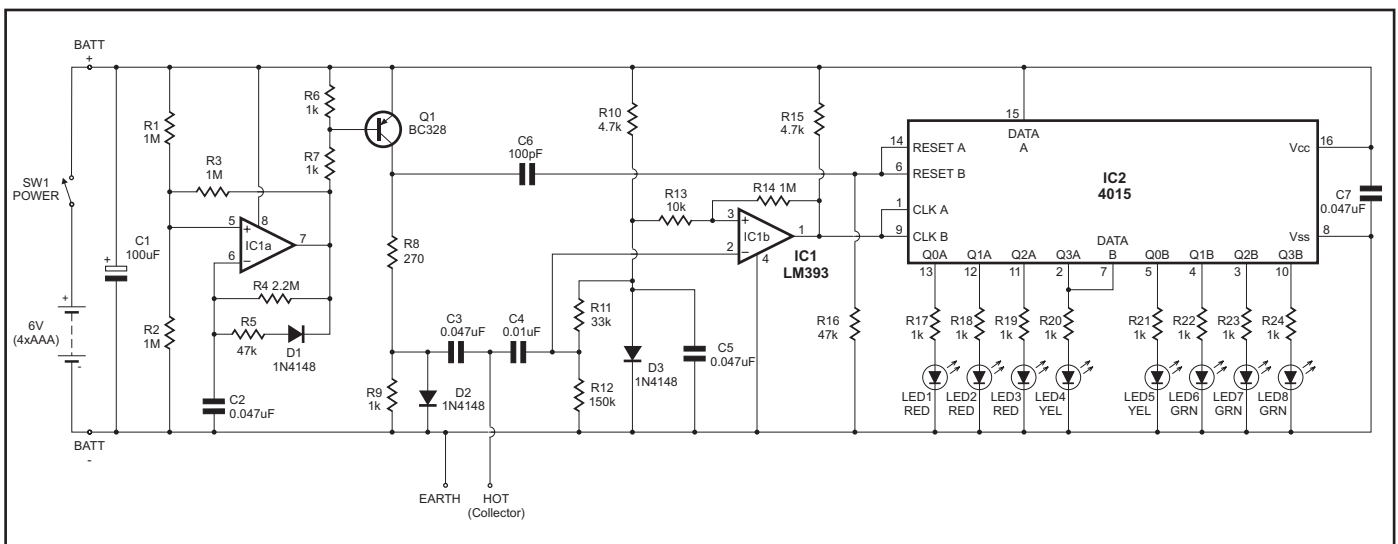 BATT
+
SW1
POWER
+
6V
(4xAAA)
-
BATT
-
+
C1
100uF
R1
1M
R2
1M
R3
1M
5
+
8
7
IC1a
6
−
R4 2.2M
R5
47k
D1
1N4148
C2
0.047uF
R6
1k
R7
1k
Q1
BC328
R8
270
R9
1k
D2
1N4148
C3
0.047uF
C4
0.01uF
EARTH
HOT
(Collector)
C6
100pF
R10
4.7k
R11
33k
R12
150k
D3
1N4148
C5
0.047uF
R13
10k
R14 1M
3
+
1
IC1b
2
−
4
IC1
LM393
R15
4.7k
R16
47k
15
DATA
A
14
RESET A
6
RESET B
1
CLK A
9
CLK B
IC2
4015
Vcc
16
Vss
8
C7
0.047uF
DATA
B
Q0A
Q1A
Q2A
Q3A
Q0B
Q1B
Q2B
Q3B
13
12
11
2
7
5
4
3
10
R17
1k
R18
1k
R19
1k
R20
1k
R21
1k
R22
1k
R23
1k
R24
1k
LED1
RED
LED2
RED
LED3
RED
LED4
YEL
LED5
YEL
LED6
GRN
LED7
GRN
LED8
GRN